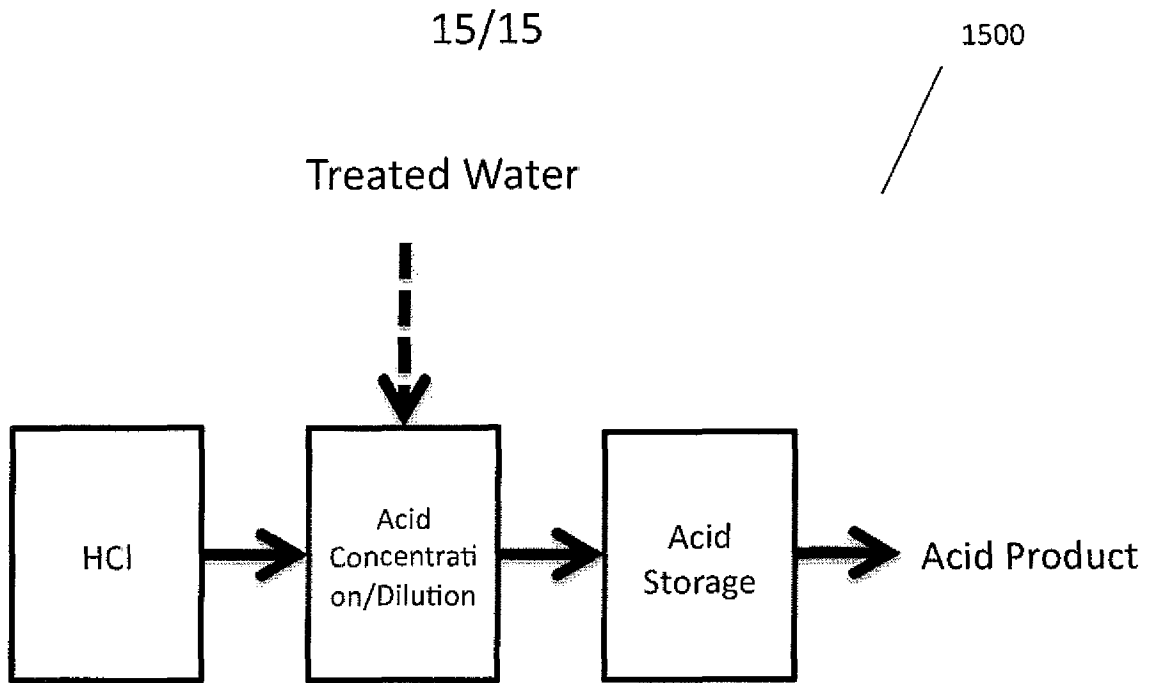 15/15
1500
Treated Water
HCl
Acid
Concentrati
on/Dilution
Acid
Storage
Acid Product